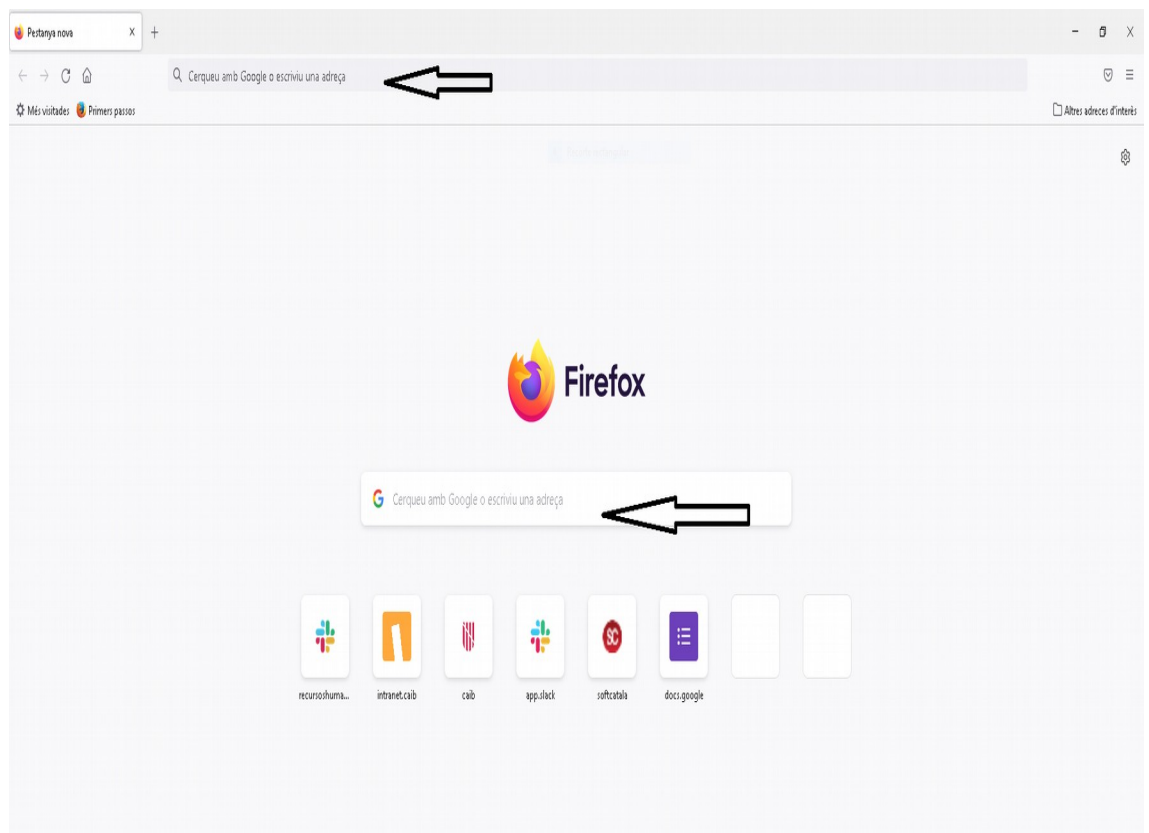 Pestanya nova
Cerqueu amb Google o escriviu una adreça
Més visitades Primers passos Altres adreces d'interès
Firefox
Cerqueu amb Google o escriviu una adreça
SC
recursoshuma... intranet.caib caib app.slack softcatala docs.google